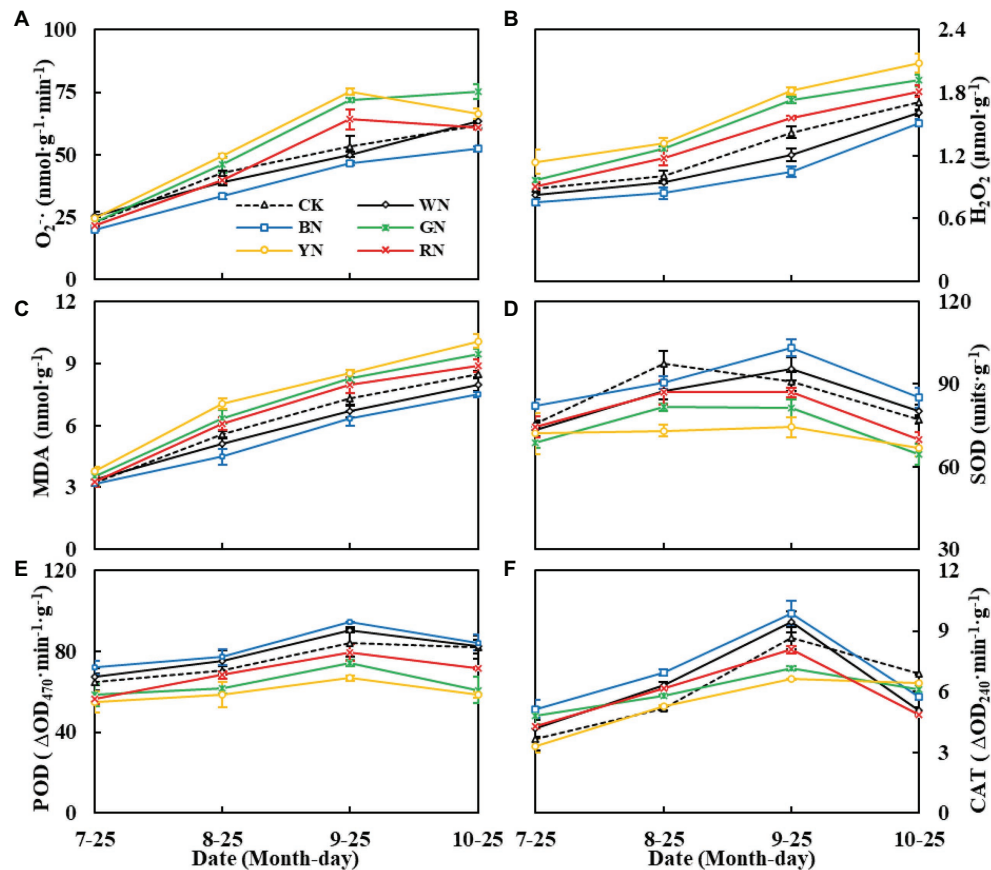 A
O₂·⁻ (nmol·g⁻¹·min⁻¹)
100
75
50
25
0
CK
WN
BN
GN
YN
RN
B
2.4
1.8
1.2
0.6
0
H₂O₂ (μmol·g⁻¹)
C
MDA (nmol·g⁻¹)
12
9
6
3
0
D
120
90
60
30
SOD (units·g⁻¹)
E
POD ( ΔOD₄₇₀·min⁻¹·g⁻¹)
120
80
40
0
7-25
8-25
9-25
10-25
Date (Month-day)
F
12
9
6
3
0
CAT ( ΔOD₂₄₀·min⁻¹·g⁻¹)
7-25
8-25
9-25
10-25
Date (Month-day)